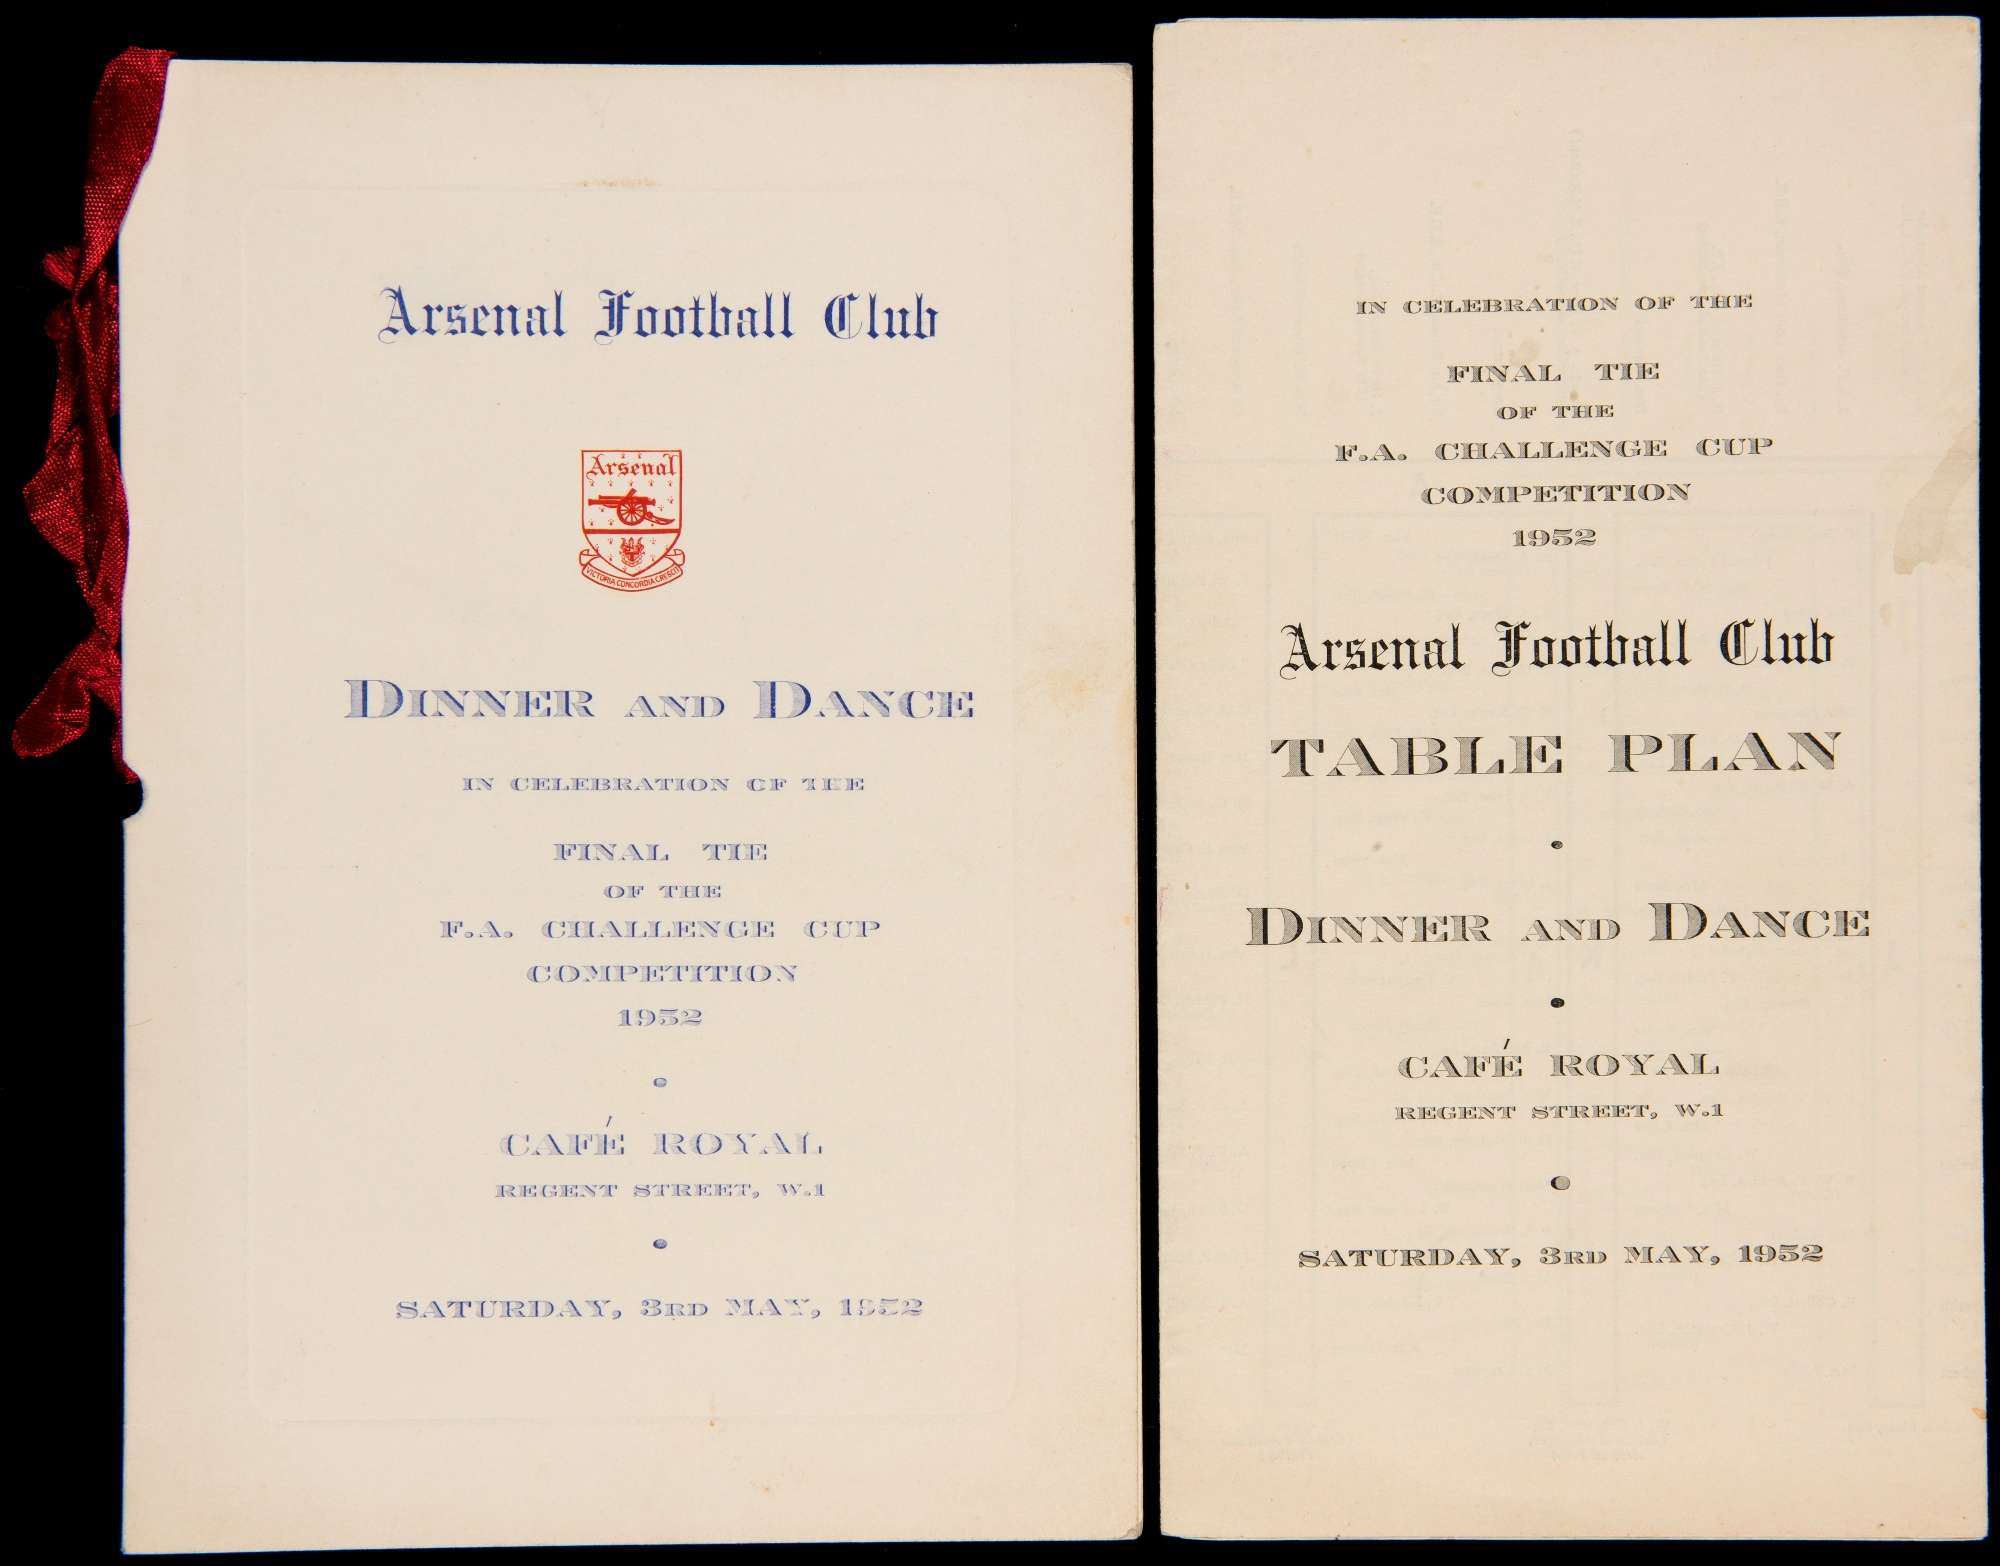 Arsenal Football Club
Arsenal
VICTORIA CONCORDIA CRESCIT
DINNER AND DANCE
IN CELEBRATION OF THE
FINAL TIE
OF THE
F.A. CHALLENGE CUP
COMPETITION
1952
CAFÉ ROYAL
REGENT STREET, W.1
SATURDAY, 3RD MAY, 1952
IN CELEBRATION OF THE
FINAL TIE
OF THE
F.A. CHALLENGE CUP
COMPETITION
1952
Arsenal Football Club
TABLE PLAN
DINNER AND DANCE
CAFÉ ROYAL
REGENT STREET, W.1
SATURDAY, 3RD MAY, 1952